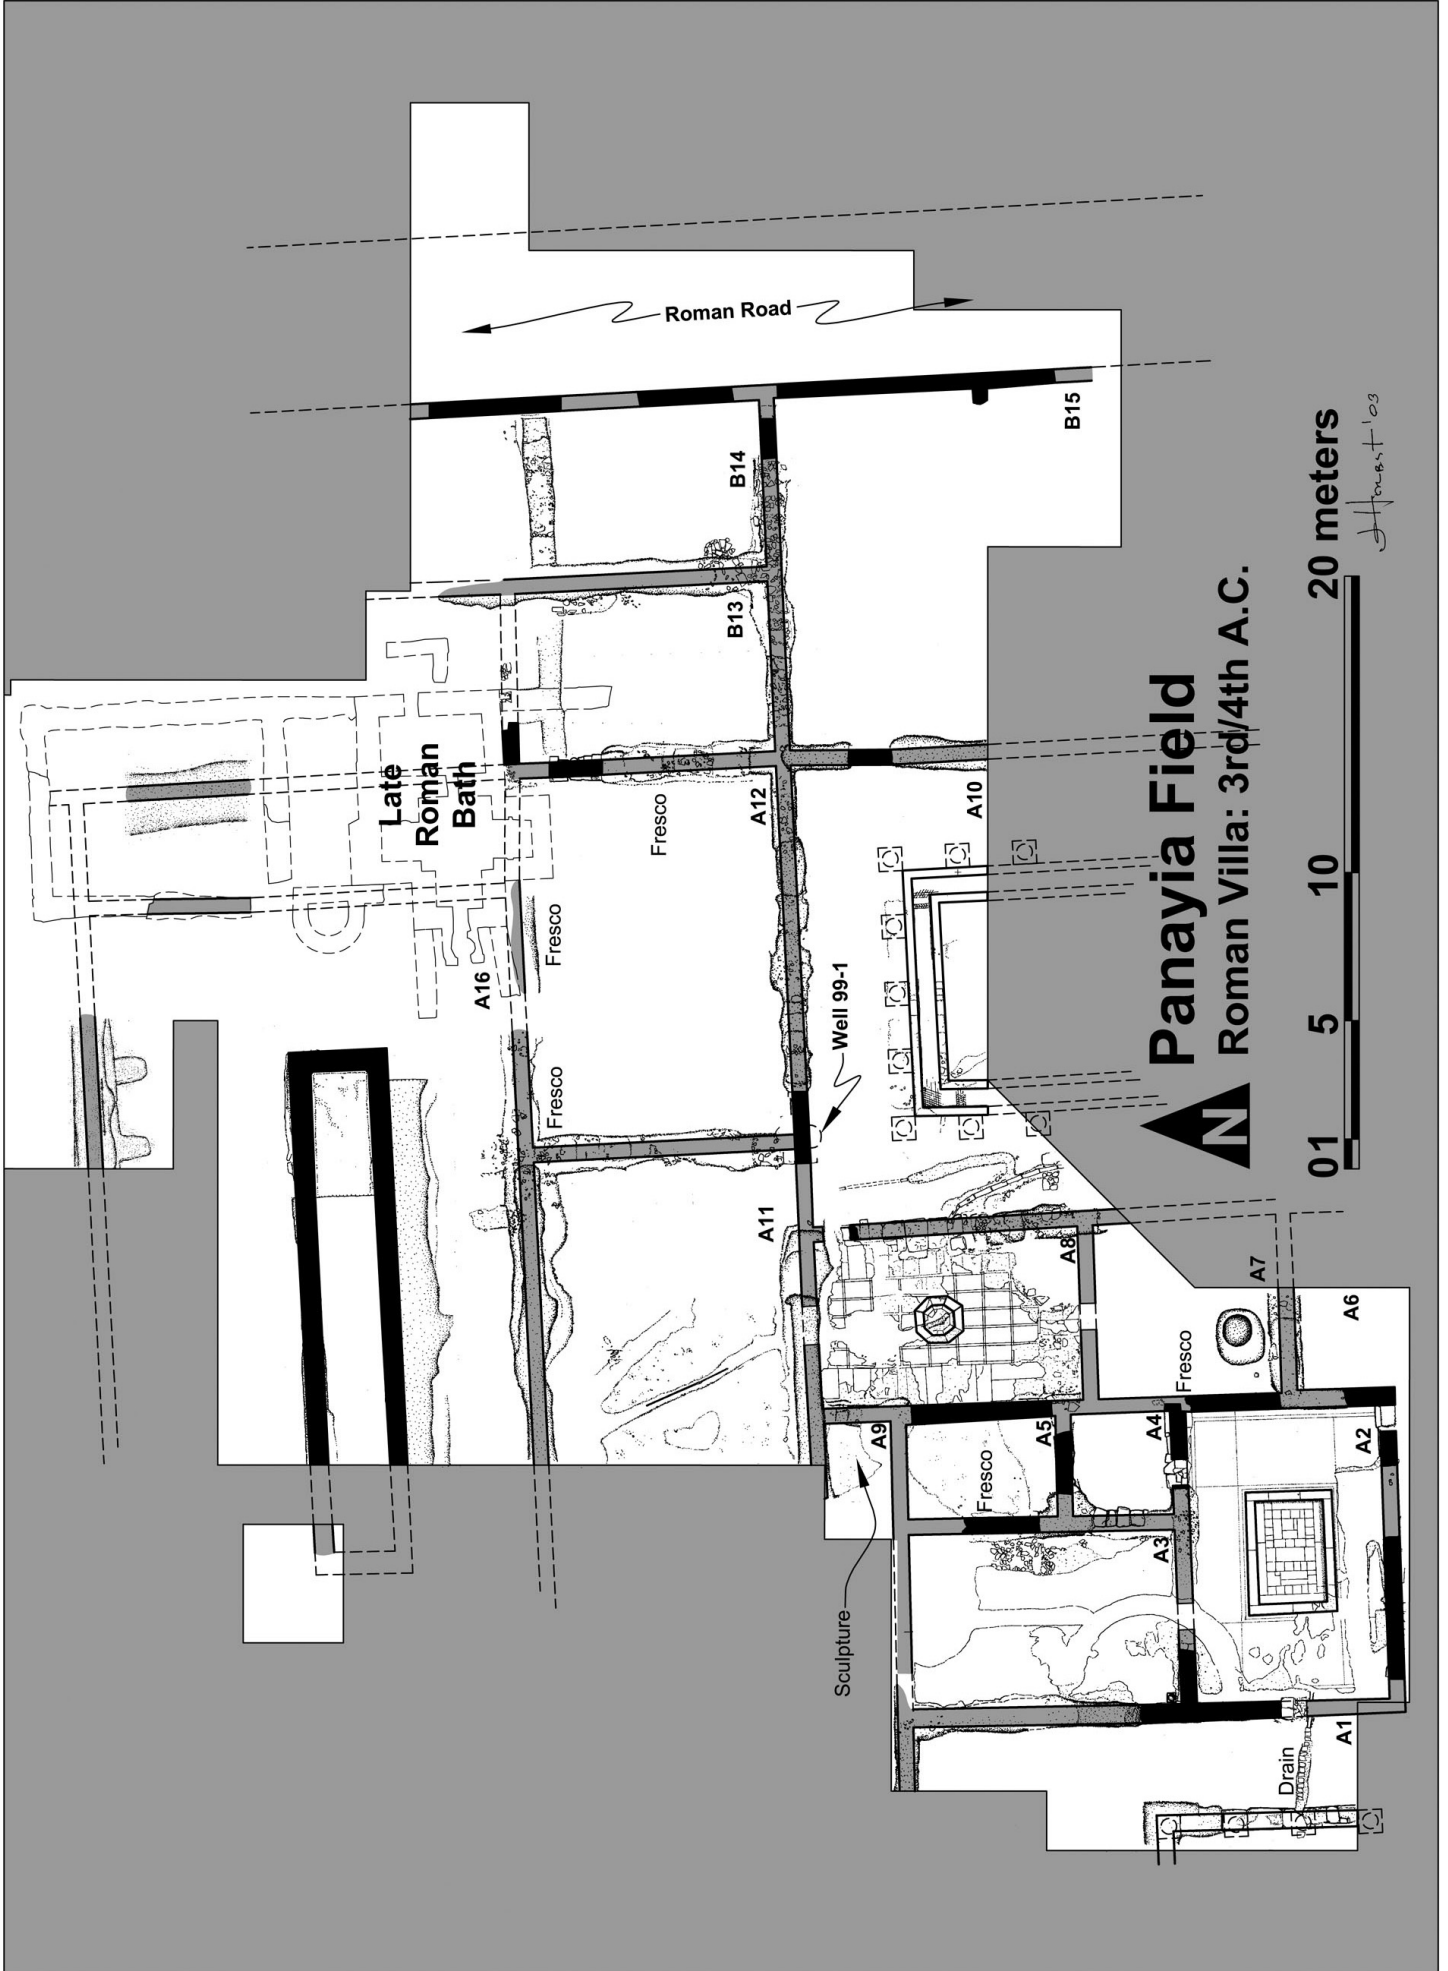 Roman Road
B15
B14
B13
Late
Roman
Bath
A16
Fresco
Fresco
Fresco
A12
A10
Well 99-1
A11
A8
A7
A6
Fresco
A9
A5
A4
A2
Fresco
Sculpture
A3
Drain
A1
Panayia Field
Roman Villa: 3rd/4th A.C.
N
01 5 10 20 meters